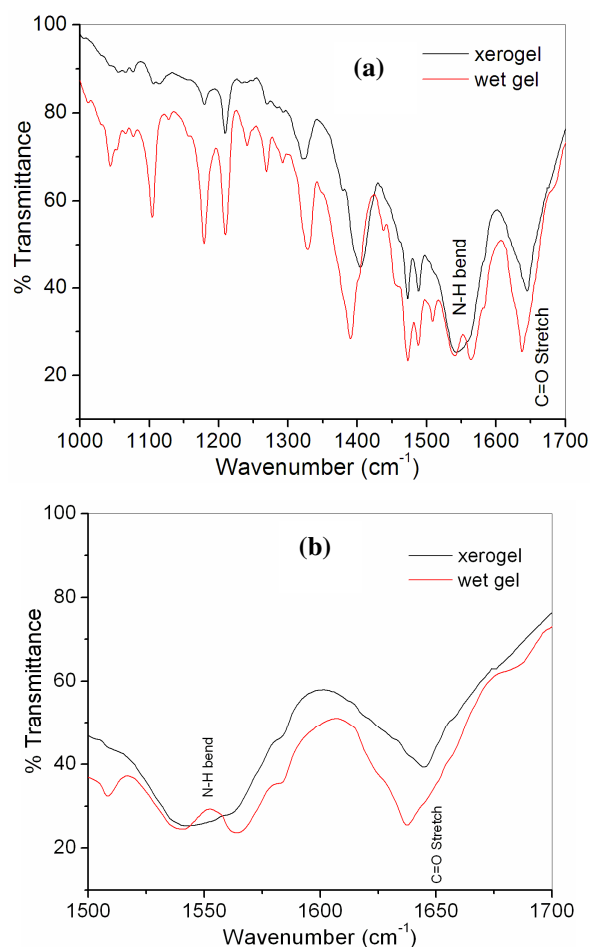 100
80
60
40
20
% Transmittance
(a)
xerogel
wet gel
N-H bend
C=O Stretch
1000 1100 1200 1300 1400 1500 1600 1700
Wavenumber (cm⁻¹)
100
80
60
40
20
% Transmittance
(b)
xerogel
wet gel
N-H bend
C=O Stretch
1500 1550 1600 1650 1700
Wavenumber (cm⁻¹)